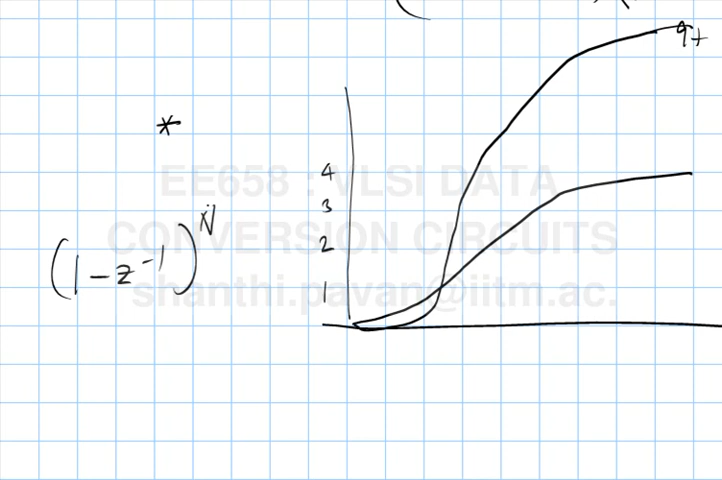 *
4
EE658 : VLSI DATA
3
CONVERSION CIRCUITS
2
(1-z⁻¹)ᴺ
1
shanthi.pavan@iitm.ac.